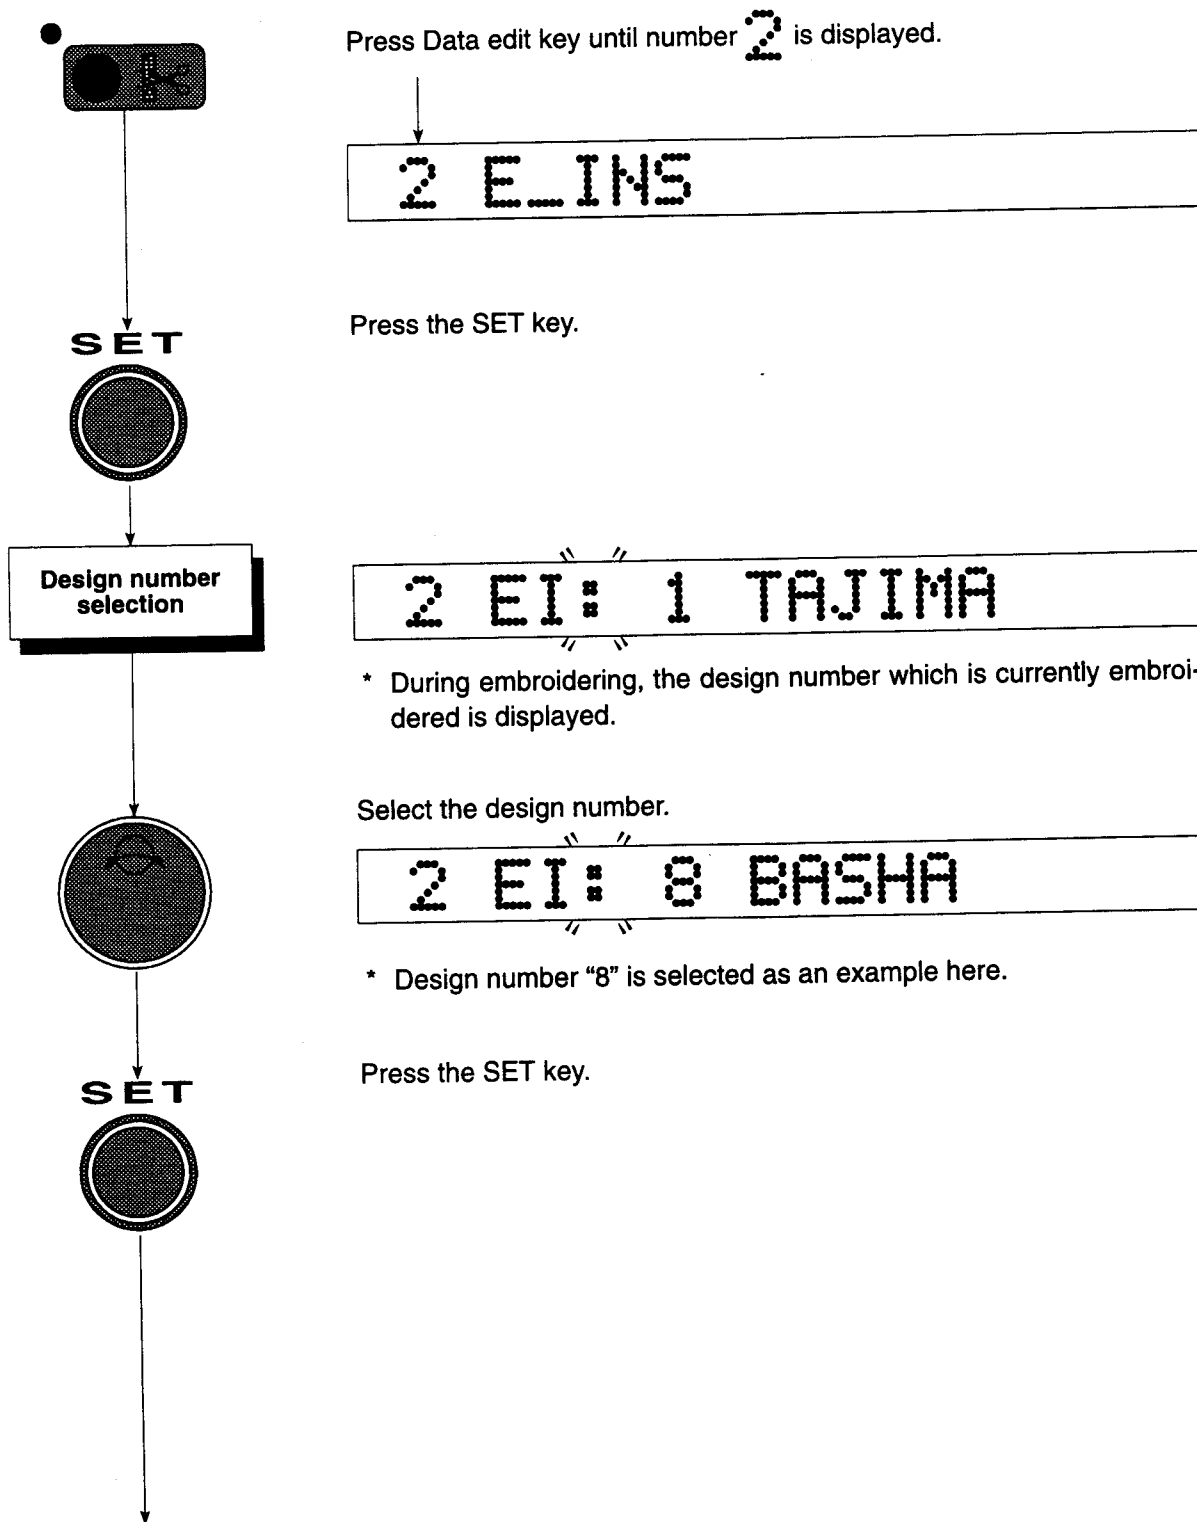 Press Data edit key until number 2 is displayed.
2 E_INS
Press the SET key.
SET
Design number
selection
2 EI: 1 TAJIMA
* During embroidering, the design number which is currently embroi-
dered is displayed.
Select the design number.
2 EI: 8 BASHA
* Design number “8” is selected as an example here.
Press the SET key.
SET